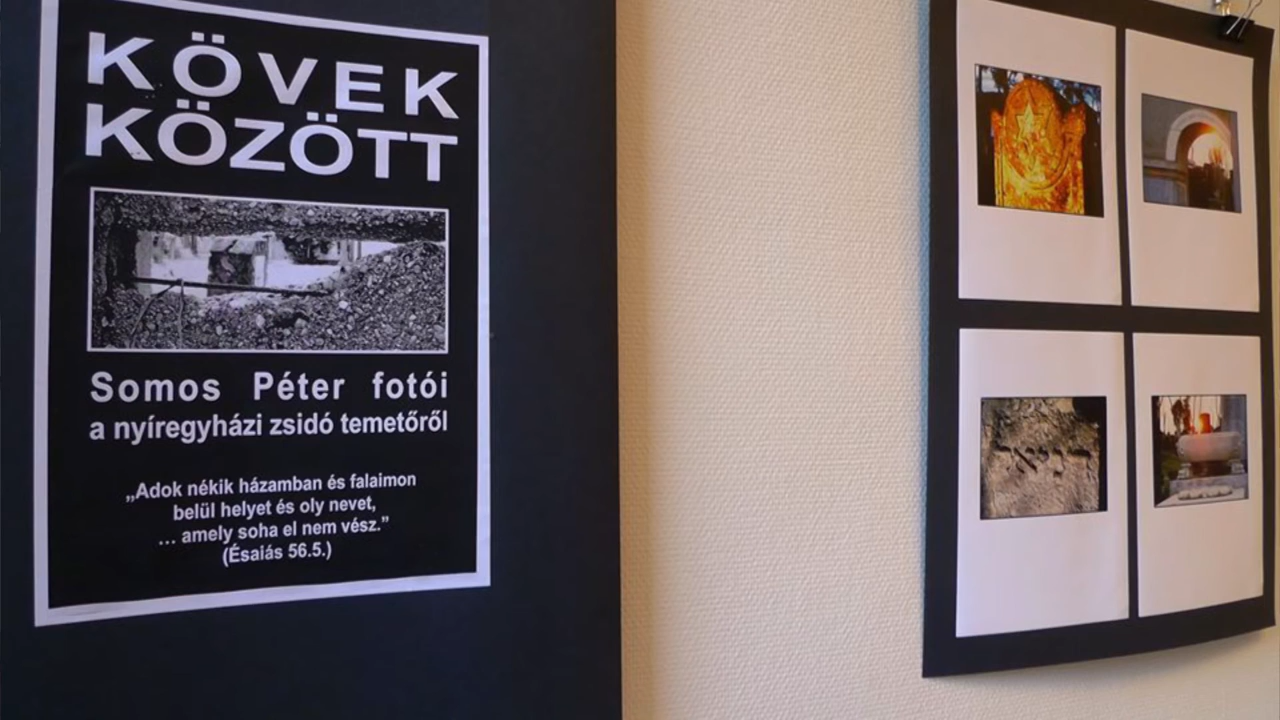 KÖVEK
KÖZÖTT
Somos Péter fotói
a nyíregyházi zsidó temetőről
„Adok nékik házamban és falaimon
belül helyet és oly nevet,
... amely soha el nem vész.”
(Ésaiás 56.5.)